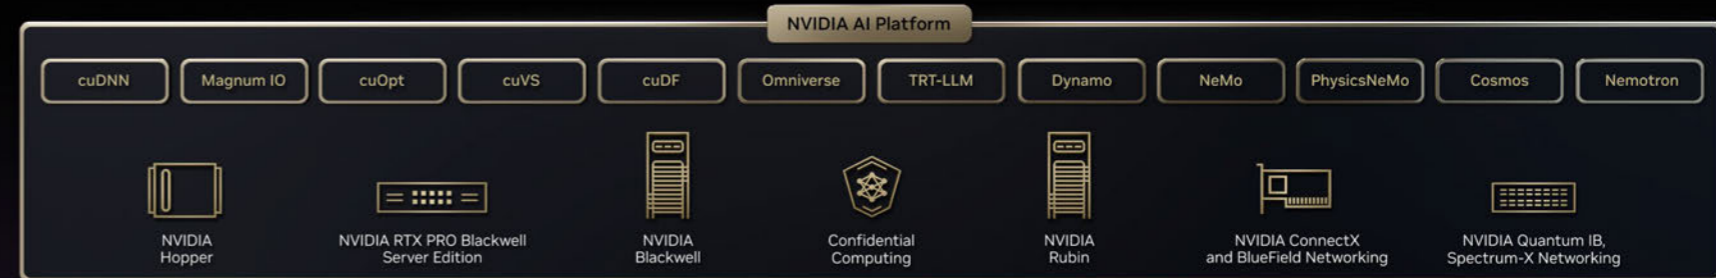 NVIDIA AI Platform
cuDNN
Magnum IO
cuOpt
cuVS
cuDF
Omniverse
TRT-LLM
Dynamo
NeMo
PhysicsNeMo
Cosmos
Nemotron
NVIDIA
Hopper
NVIDIA RTX PRO Blackwell
Server Edition
NVIDIA
Blackwell
Confidential
Computing
NVIDIA
Rubin
NVIDIA ConnectX
and BlueField Networking
NVIDIA Quantum IB,
Spectrum-X Networking